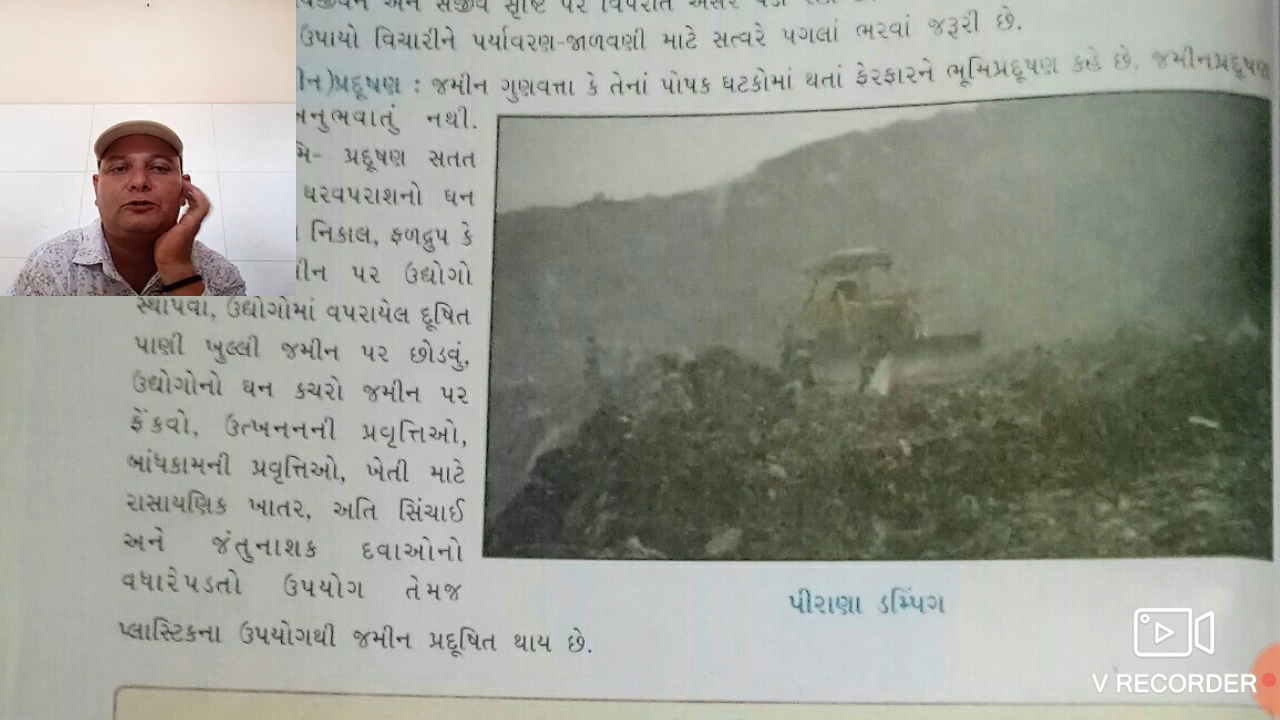 પર વિપરીત અસર
ઉપાયો વિચારીને પર્યાવરણ-જાળવણી માટે સત્વરે પગલાં ભરવાં જરૂરી છે.
પ્રદૂષણ : જમીન ગુણવત્તા કે તેનાં પોષક ઘટકોમાં થતાં ફેરફારને ભૂમિપ્રદૂષણ કહે છે. જમીનપ્રદૂષણ
નથી.
પ્રદૂષણ સતત
ઘરવપરાશનો ઘન
નિકાલ, ફળદ્રુપ કે
પર ઉદ્યોગો
સ્થાપવા, ઉદ્યોગોમાં વપરાયેલ દૂષિત
પાણી ખુલ્લી જમીન પર છોડવું,
ઉદ્યોગોનો ઘન કચરો જમીન પર
ફેંકવો, ઉત્ખનનની પ્રવૃત્તિઓ,
બાંધકામની પ્રવૃત્તિઓ, ખેતી માટે
રાસાયણિક ખાતર, અતિ સિંચાઈ
અને જંતુનાશક દવાઓનો
વધારેપડતો ઉપયોગ તેમજ
પ્લાસ્ટિકના ઉપયોગથી જમીન પ્રદૂષિત થાય છે.
પીરાણા ડમ્પિંગ
V RECORDER